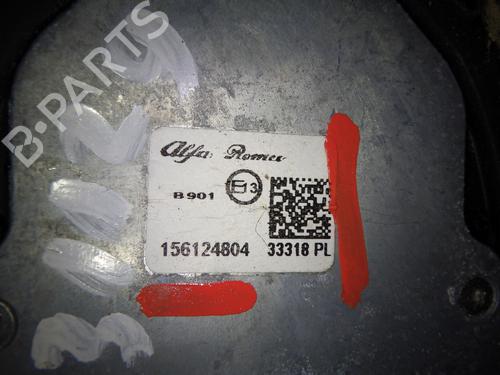 B-PARTS
Alfa Romeo
B901 E3
156124804 33318 PL